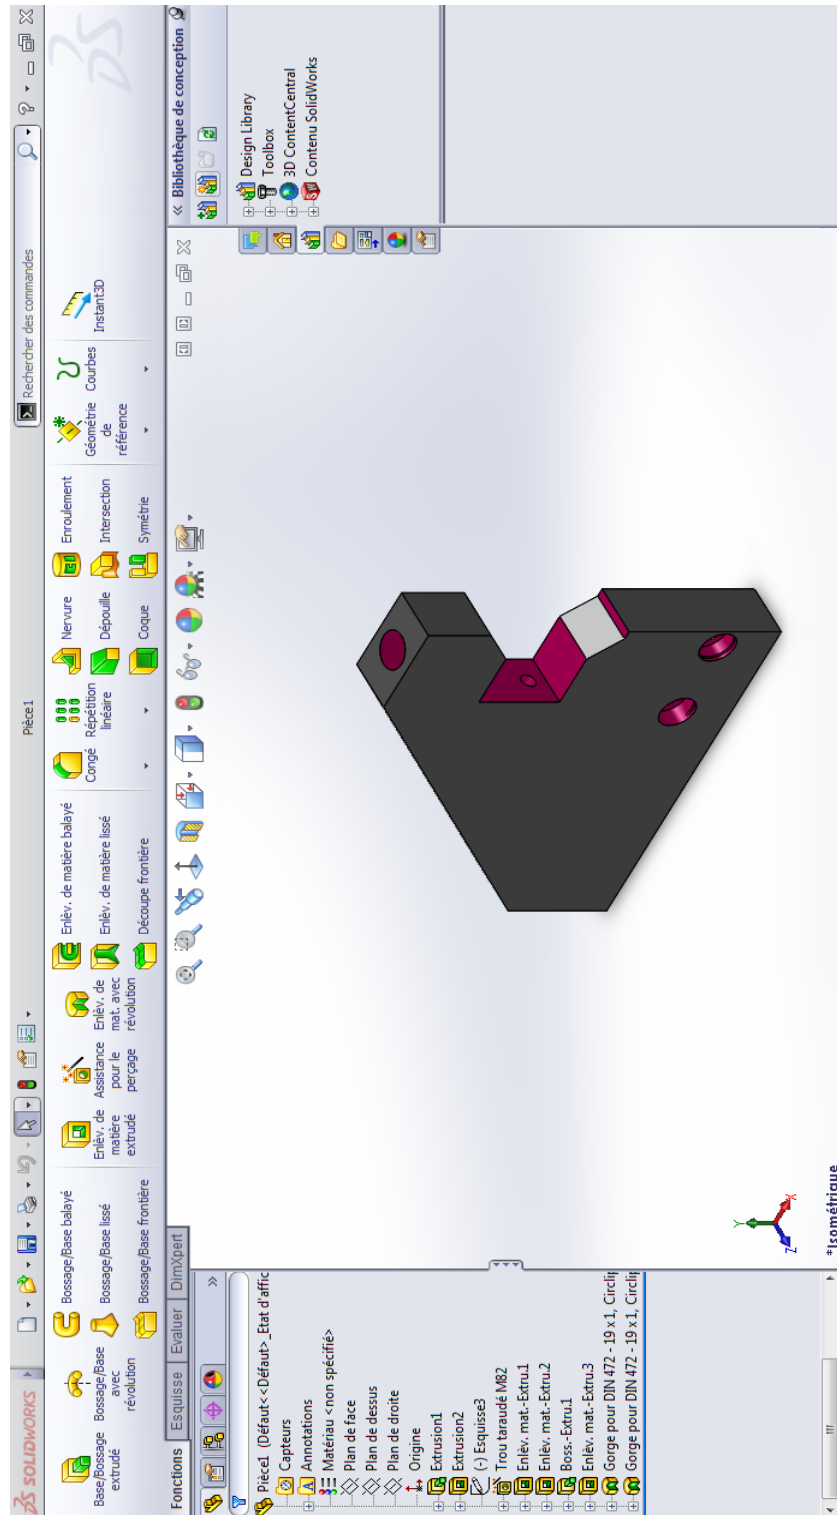 SOLIDWORKS
Pièce1
Rechercher des commandes
Base/Bossage
extrudé
Bossage/Base
avec
révolution
Bossage/Base balayé
Bossage/Base lissé
Bossage/Base frontière
Enlèv. de
matière
extrudé
Assistance
pour le
perçage
Enlèv. de
mat. avec
révolution
Enlèv. de matière balayé
Enlèv. de matière lissé
Découpe frontière
Congé
Répétition
linéaire
Nervure
Dépouille
Coque
Enroulement
Intersection
Symétrie
Géométrie
de
référence
Courbes
Instant3D
Fonctions
Esquisse
Evaluer
DimXpert
Pièce1 (Défaut<<Défaut>_Etat d'affic
Capteurs
Annotations
Matériau <non spécifié>
Plan de face
Plan de dessus
Plan de droite
Origine
Extrusion1
Extrusion2
(-) Esquisse3
Trou taraudé M82
Enlèv. mat.-Extru.1
Enlèv. mat.-Extru.2
Boss.-Extru.1
Enlèv. mat.-Extru.3
Gorge pour DIN 472 - 19 x 1, Circlip
Gorge pour DIN 472 - 19 x 1, Circlip
Y
X
Z
*Isométrique
Bibliothèque de conception
Design Library
Toolbox
3D ContentCentral
Contenu SolidWorks